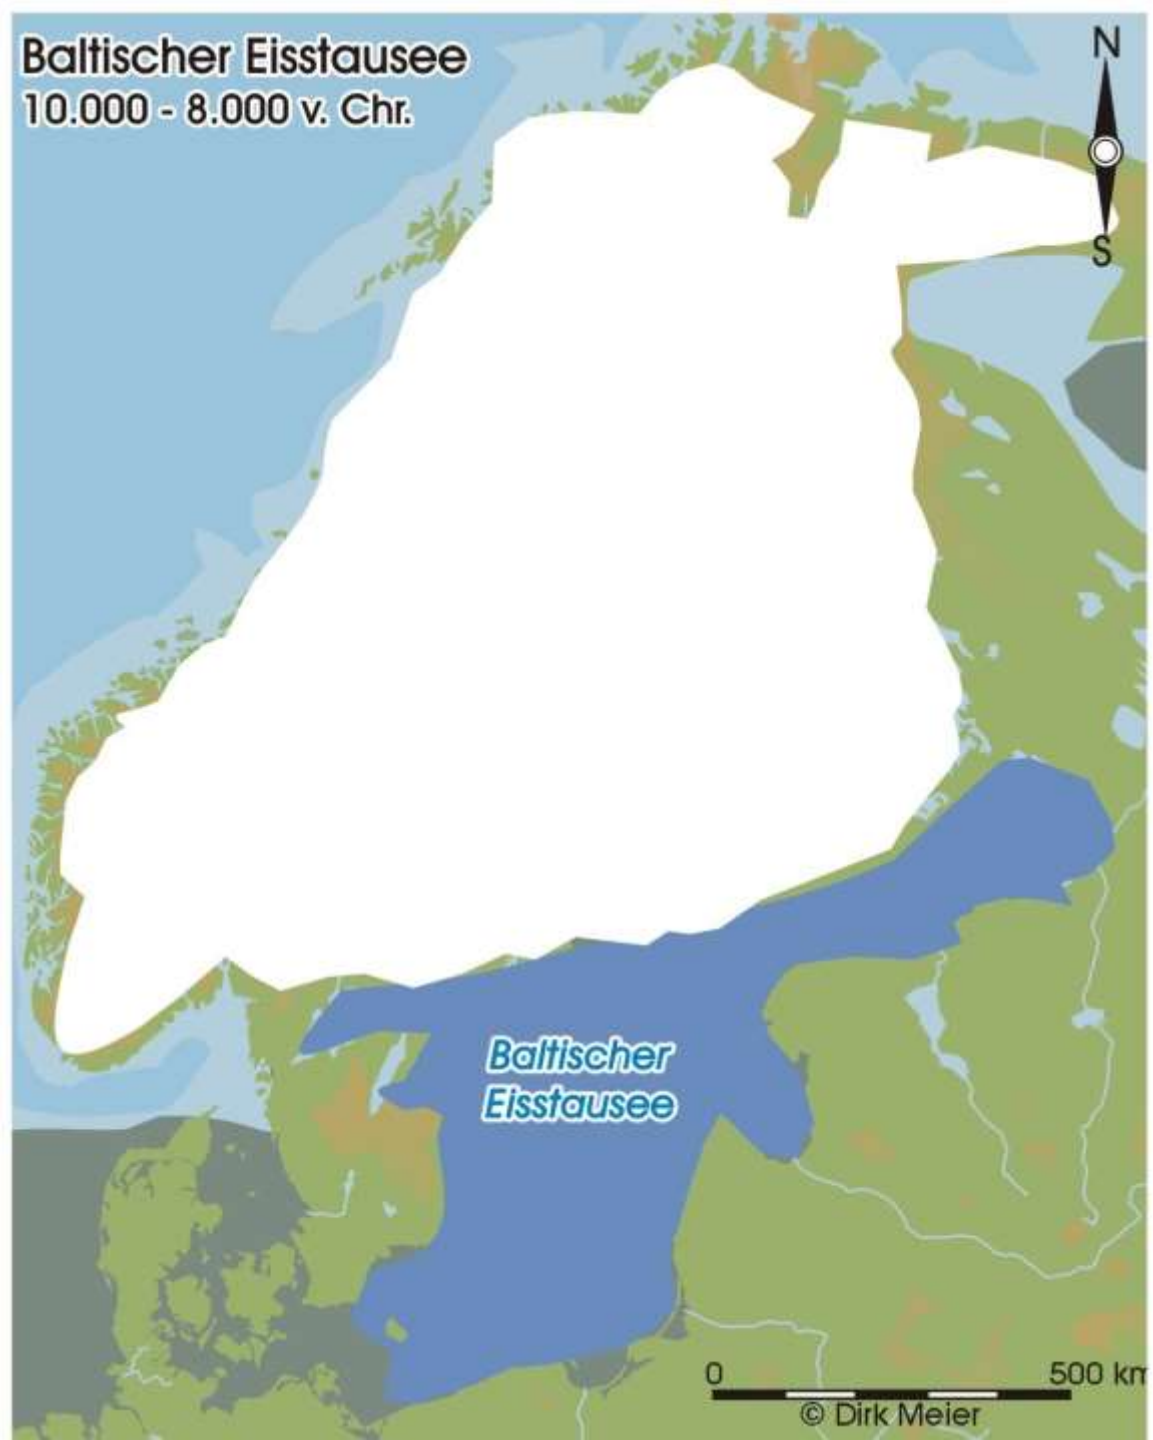 Baltischer Eisstausee
10.000 - 8.000 v. Chr.
N
S
Baltischer
Eisstausee
0 500 km
© Dirk Meier